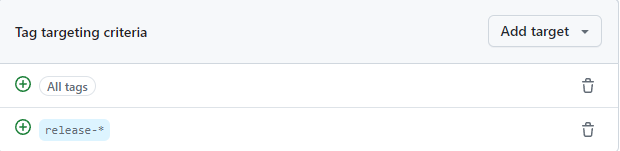 Tag targeting criteria
Add target
All tags
release-*